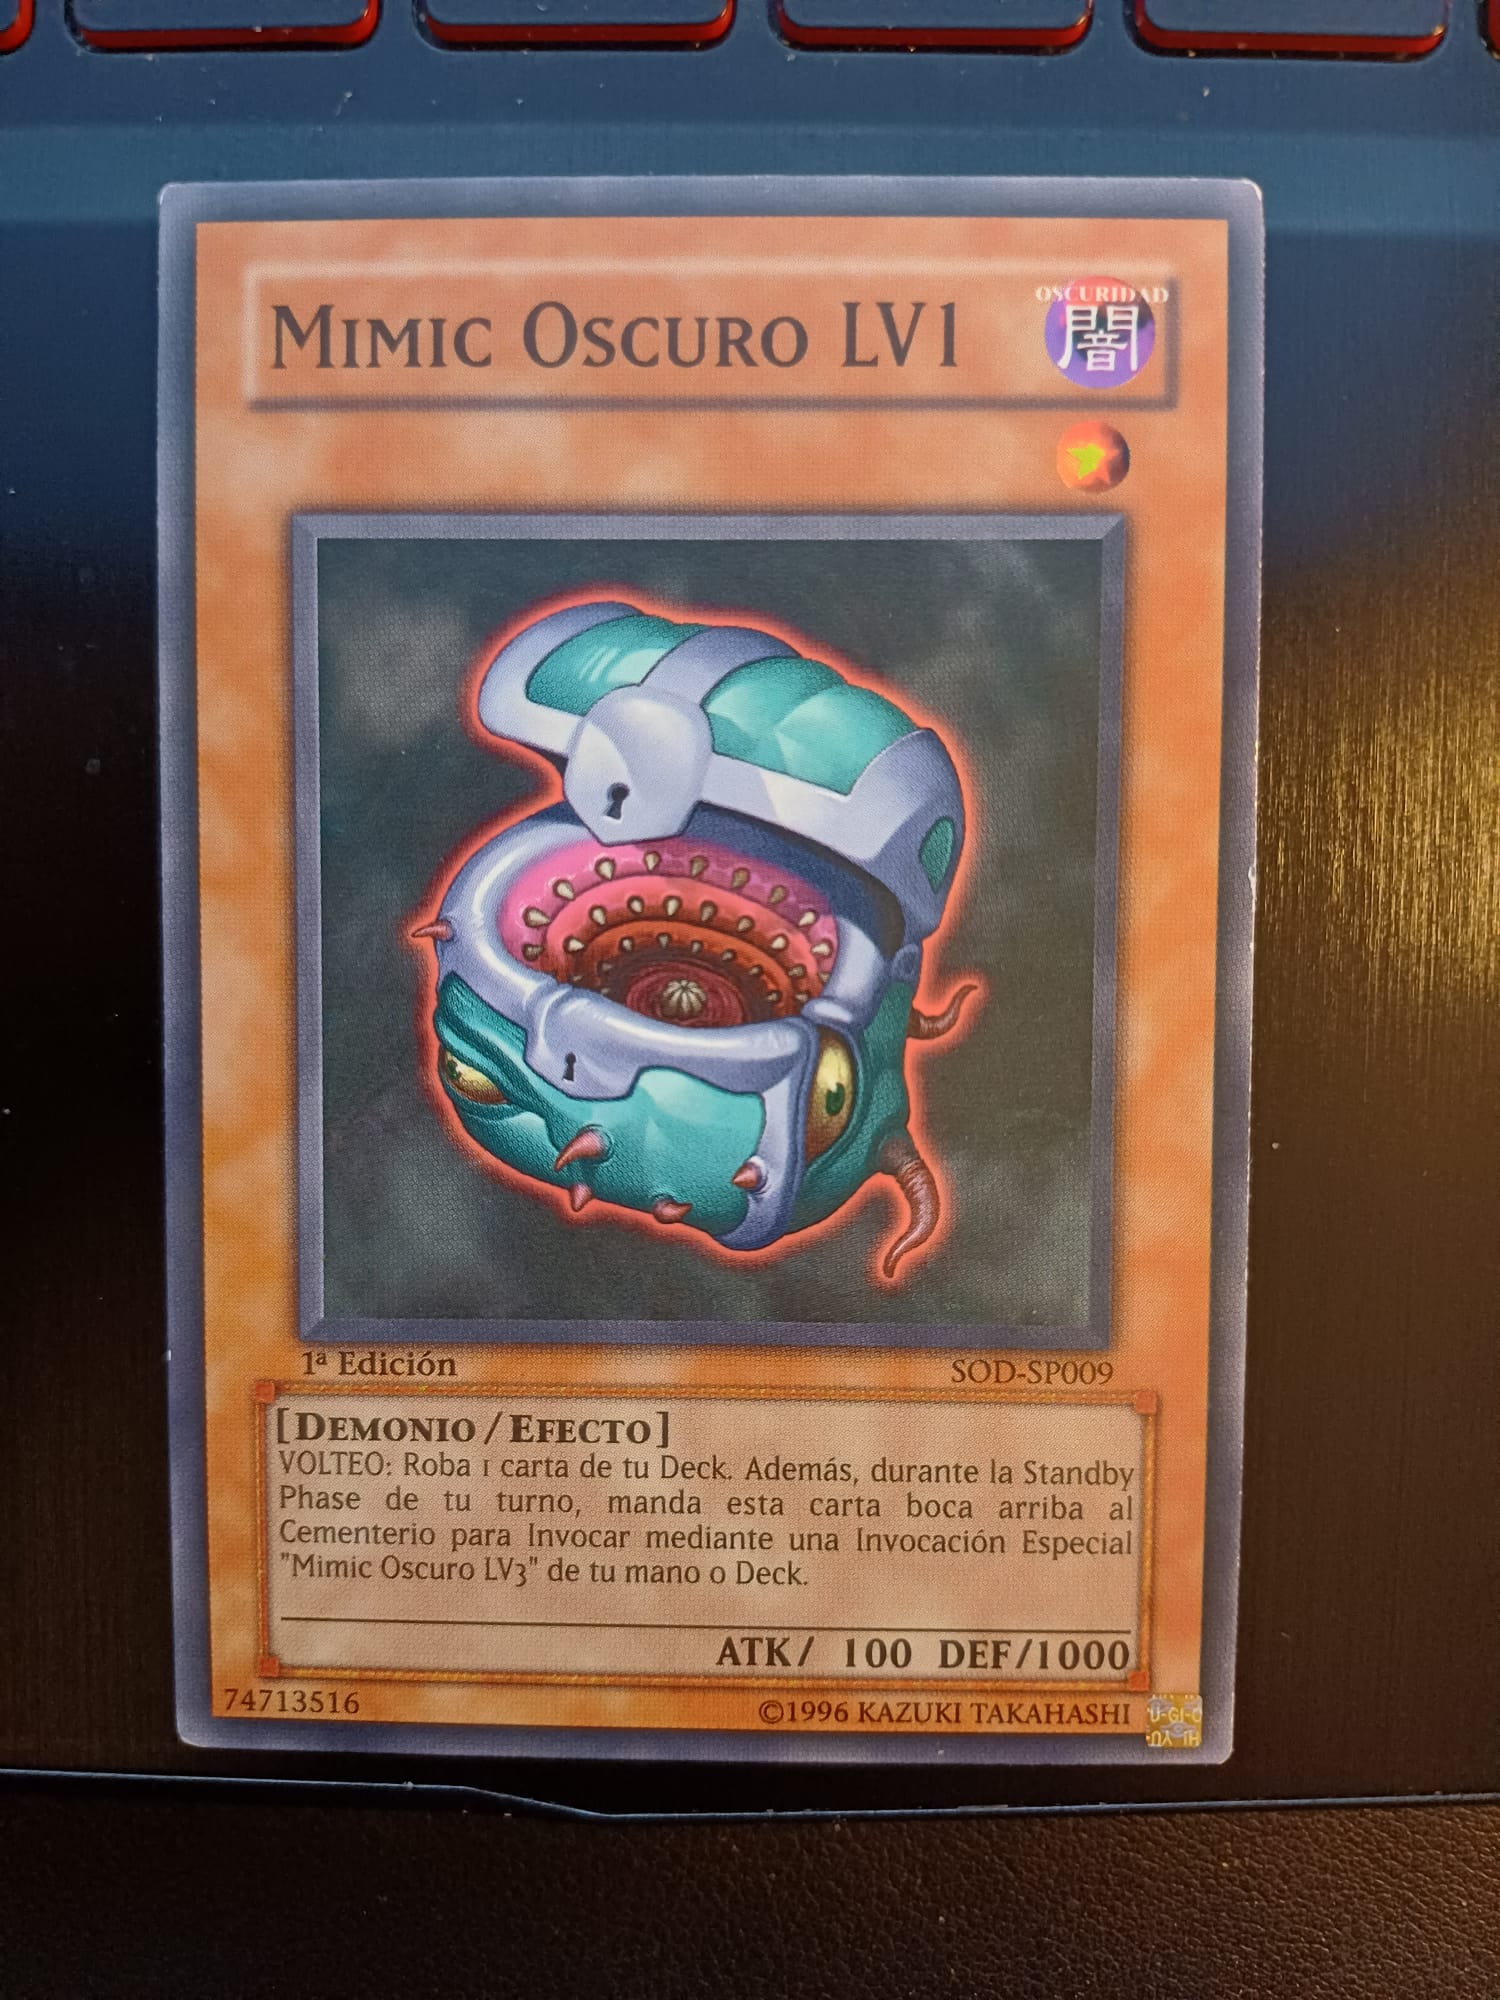 MIMIC OSCURO LV1
OSCURIDAD
闇
1ª Edición
SOD-SP009
[DEMONIO/EFECTO]
VOLTEO: Roba 1 carta de tu Deck. Además, durante la Standby
Phase de tu turno, manda esta carta boca arriba al
Cementerio para Invocar mediante una Invocación Especial
"Mimic Oscuro LV3" de tu mano o Deck.
ATK/ 100 DEF/1000
74713516
©1996 KAZUKI TAKAHASHI